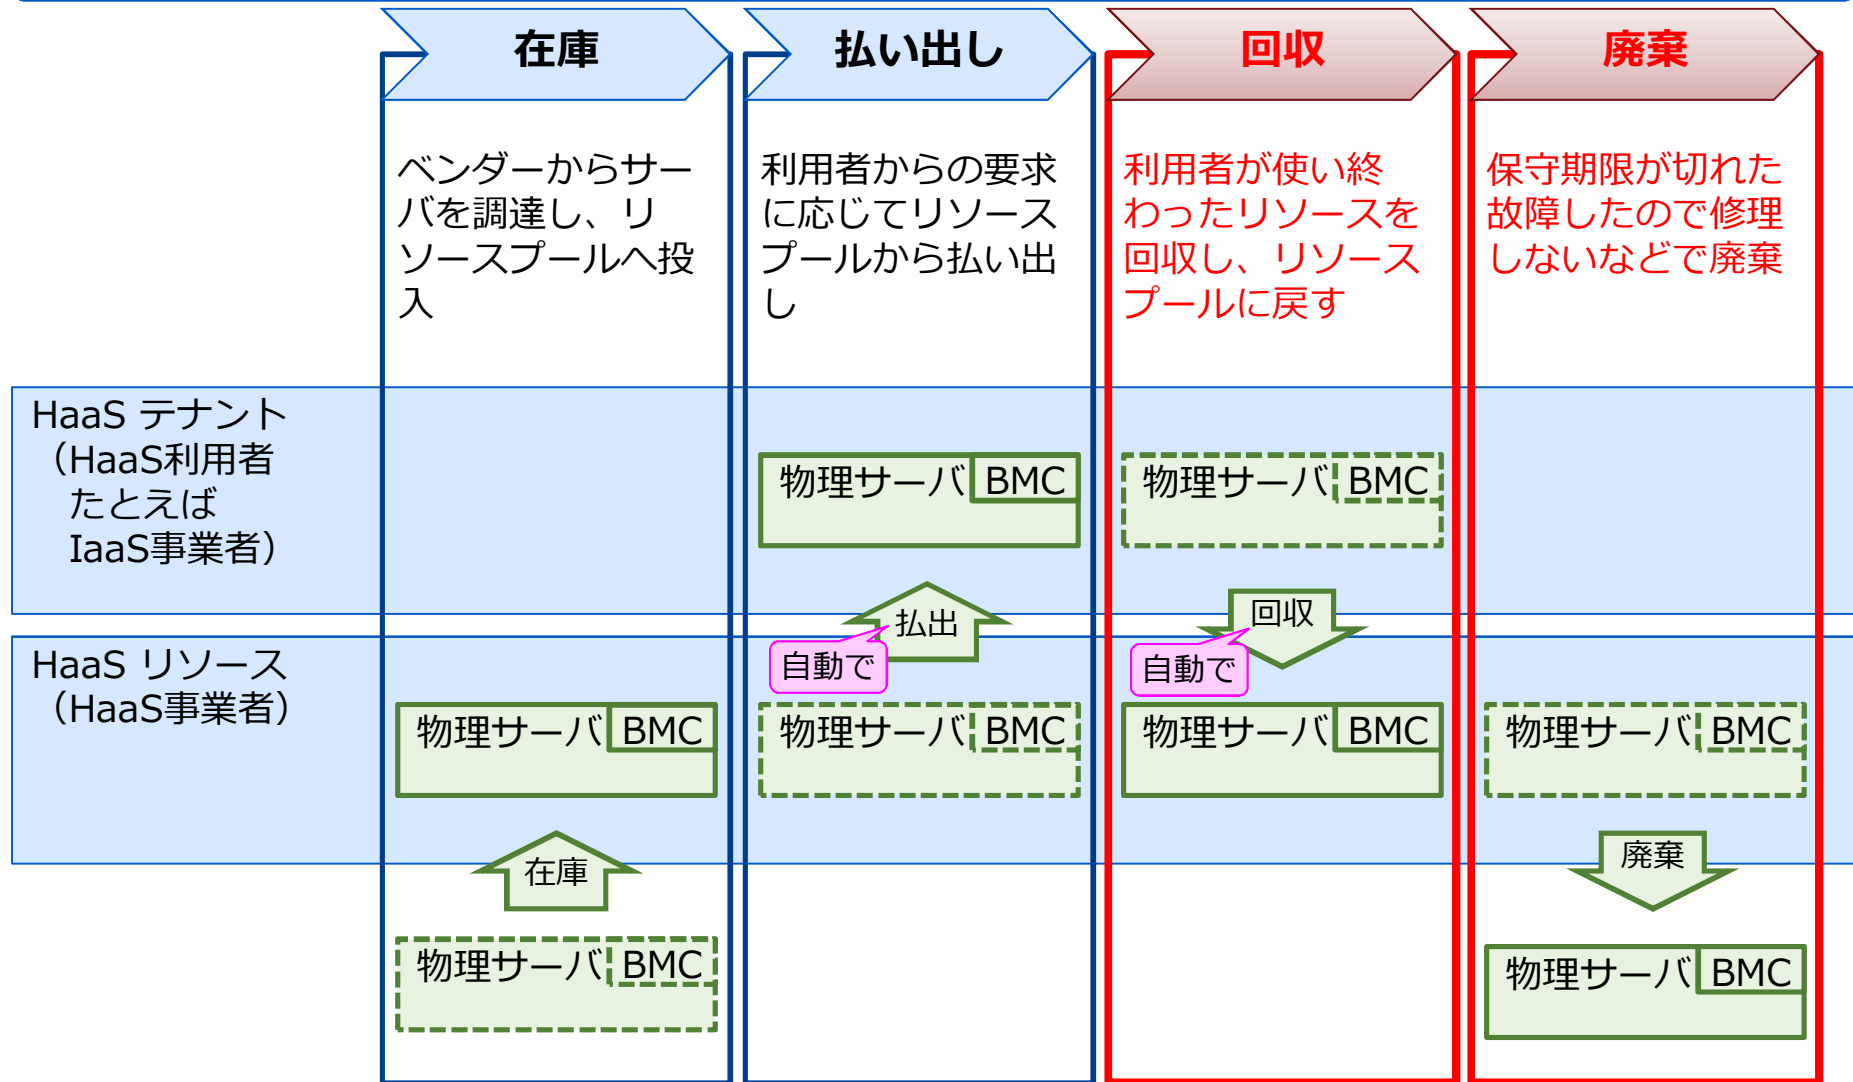 在庫
払い出し
回収
廃棄
ベンダーからサー
バを調達し、リ
ソースプールへ投
入
利用者からの要求
に応じてリソース
プールから払い出
し
利用者が使い終
わったリソースを
回収し、リソース
プールに戻す
保守期限が切れた
故障したので修理
しないなどで廃棄
HaaS テナント
（HaaS利用者
たとえば
IaaS事業者）
物理サーバ BMC
物理サーバ BMC
払出
自動で
回収
自動で
HaaS リソース
（HaaS事業者）
物理サーバ BMC
物理サーバ BMC
物理サーバ BMC
物理サーバ BMC
在庫
廃棄
物理サーバ BMC
物理サーバ BMC